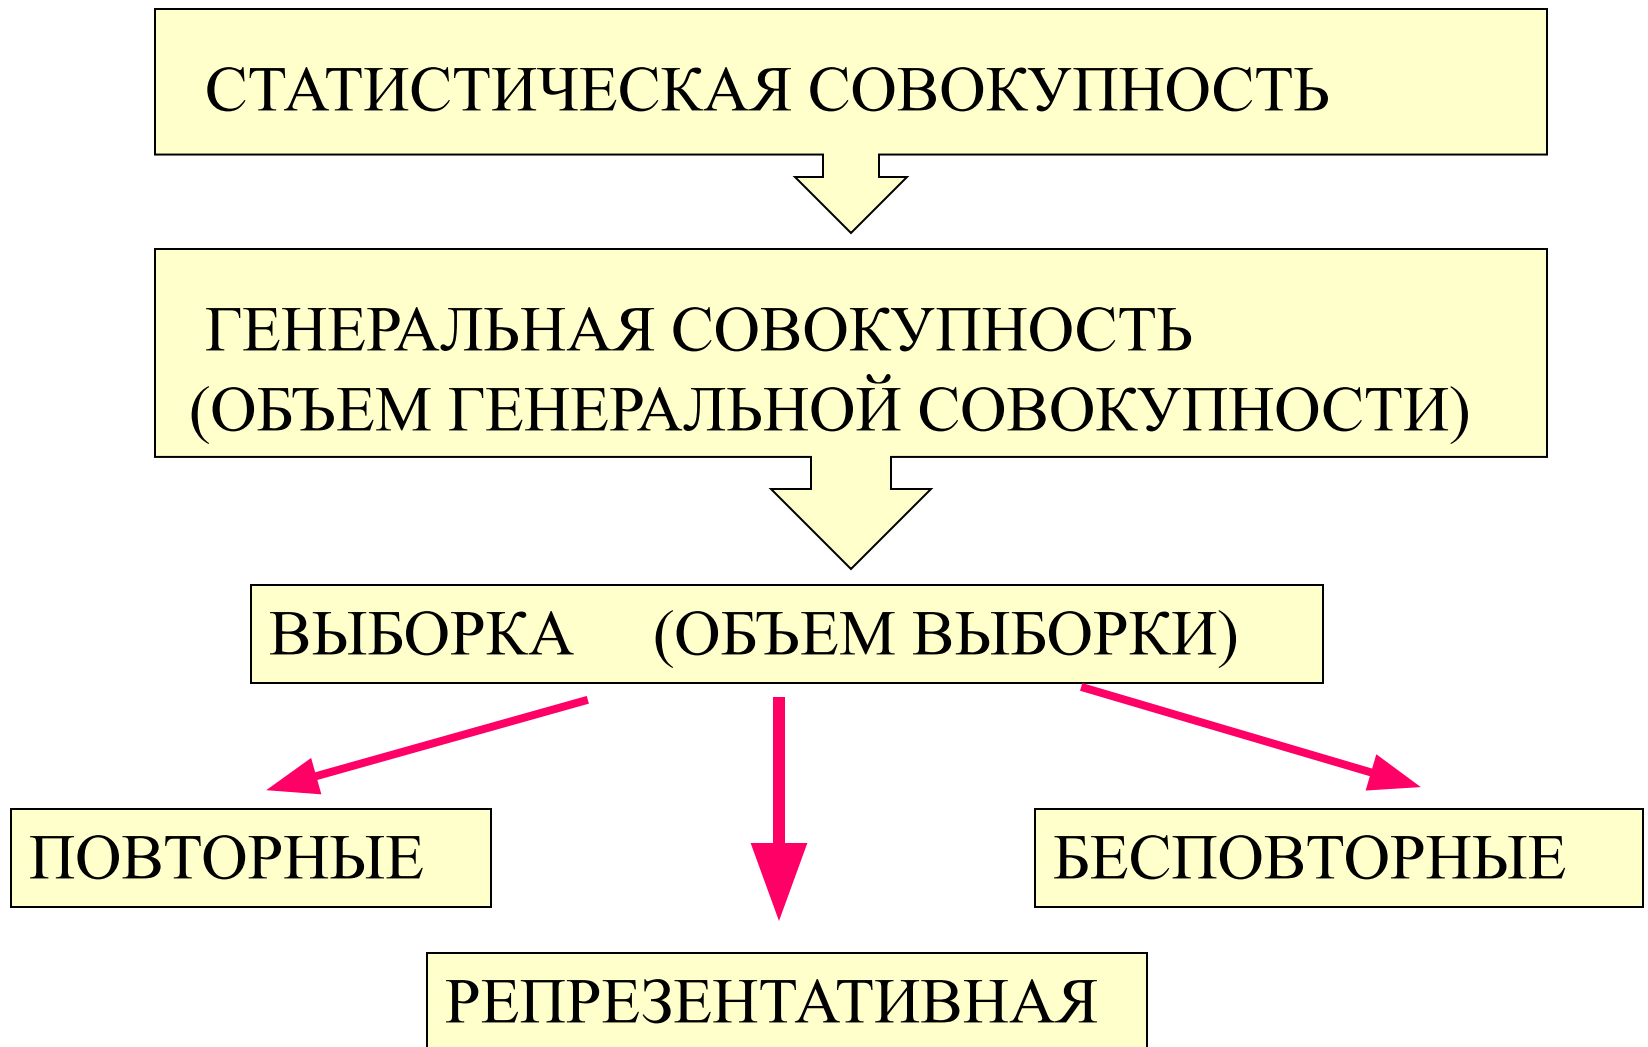 СТАТИСТИЧЕСКАЯ СОВОКУПНОСТЬ
ГЕНЕРАЛЬНАЯ СОВОКУПНОСТЬ
(ОБЪЕМ ГЕНЕРАЛЬНОЙ СОВОКУПНОСТИ)
ВЫБОРКА (ОБЪЕМ ВЫБОРКИ)
ПОВТОРНЫЕ
БЕСПОВТОРНЫЕ
РЕПРЕЗЕНТАТИВНАЯ